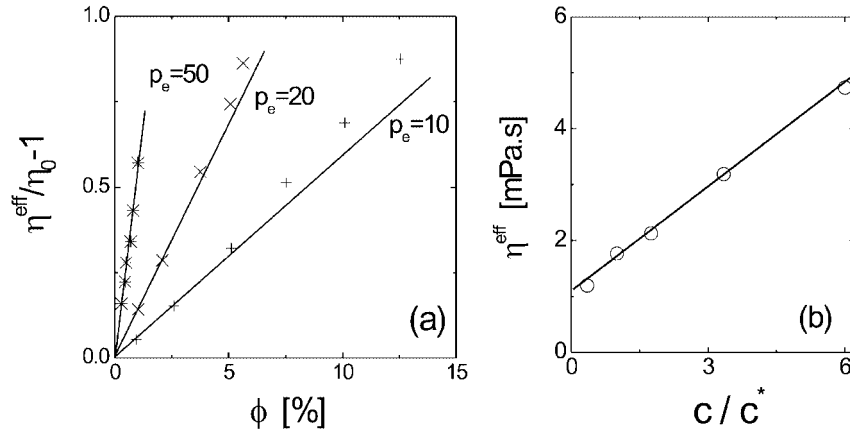 1.0
0.5
0.0
η^eff/η_0-1
p_e=50
p_e=20
p_e=10
(a)
0 5 10 15
ϕ [%]
6
4
2
0
η^eff [mPa.s]
(b)
0 3 6
c / c^*